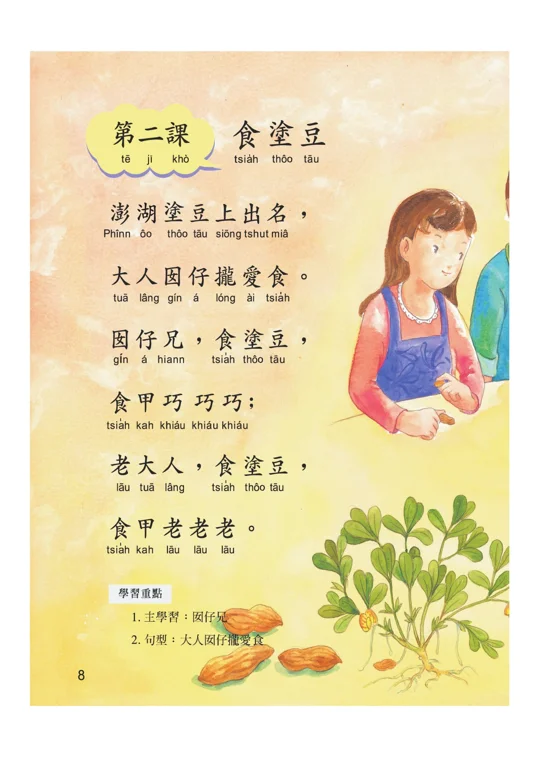 第二課 食塗豆
tē jī khò tsia̍h thôo tāu
澎湖塗豆上出名，
Phînn ôo thôo tāu siōng tshut miâ
大人囡仔攏愛食。
tuā lâng gín á lóng ài tsia̍h
囡仔兄，食塗豆，
gín á hiann tsia̍h thôo tāu
食甲巧巧巧；
tsia̍h kah khiáu khiáu khiáu
老大人，食塗豆，
lāu tuā lâng tsia̍h thôo tāu
食甲老老老。
tsia̍h kah lāu lāu lāu
學習重點
1. 主學習：囡仔兄
2. 句型：大人囡仔攏愛食
8